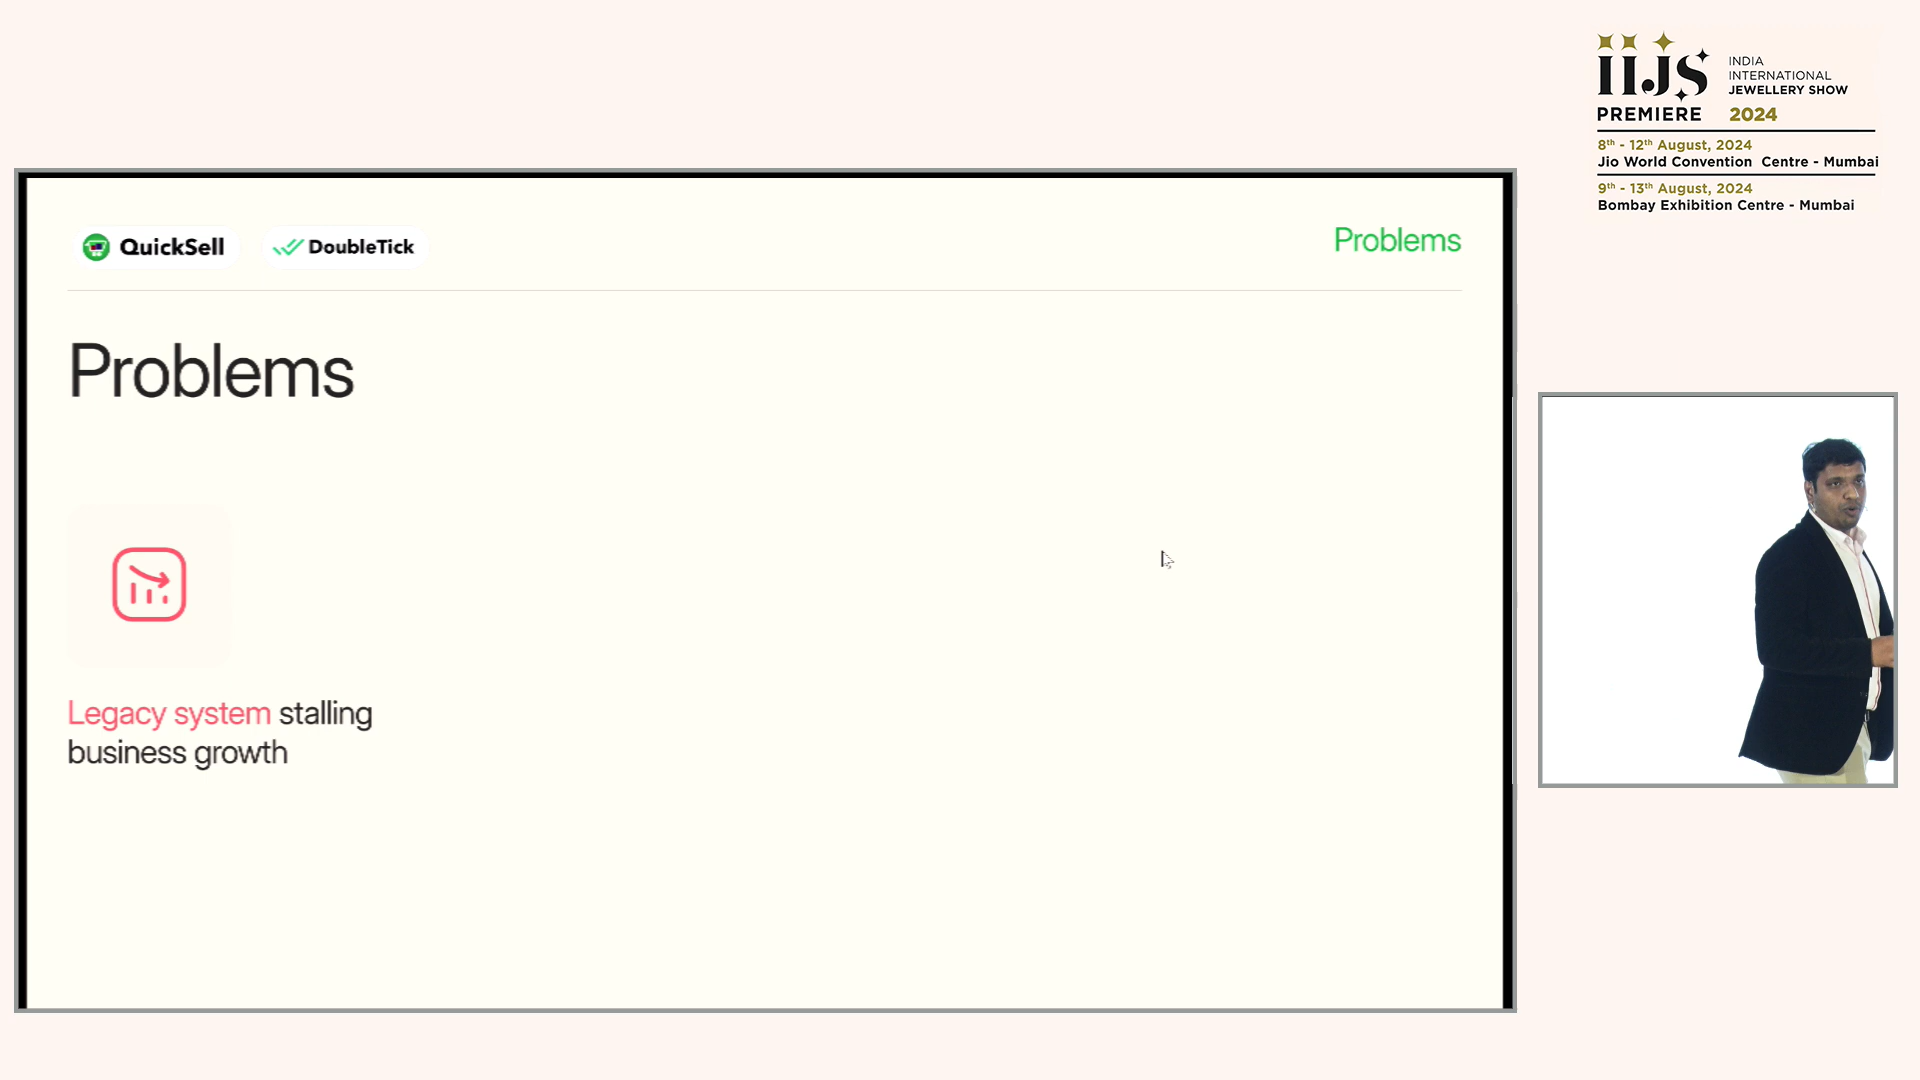 IIJS
INDIA
INTERNATIONAL
JEWELLERY SHOW
PREMIERE 2024
8th - 12th August, 2024
Jio World Convention Centre - Mumbai
9th - 13th August, 2024
Bombay Exhibition Centre - Mumbai
QuickSell DoubleTick Problems
Problems
Legacy system stalling
business growth